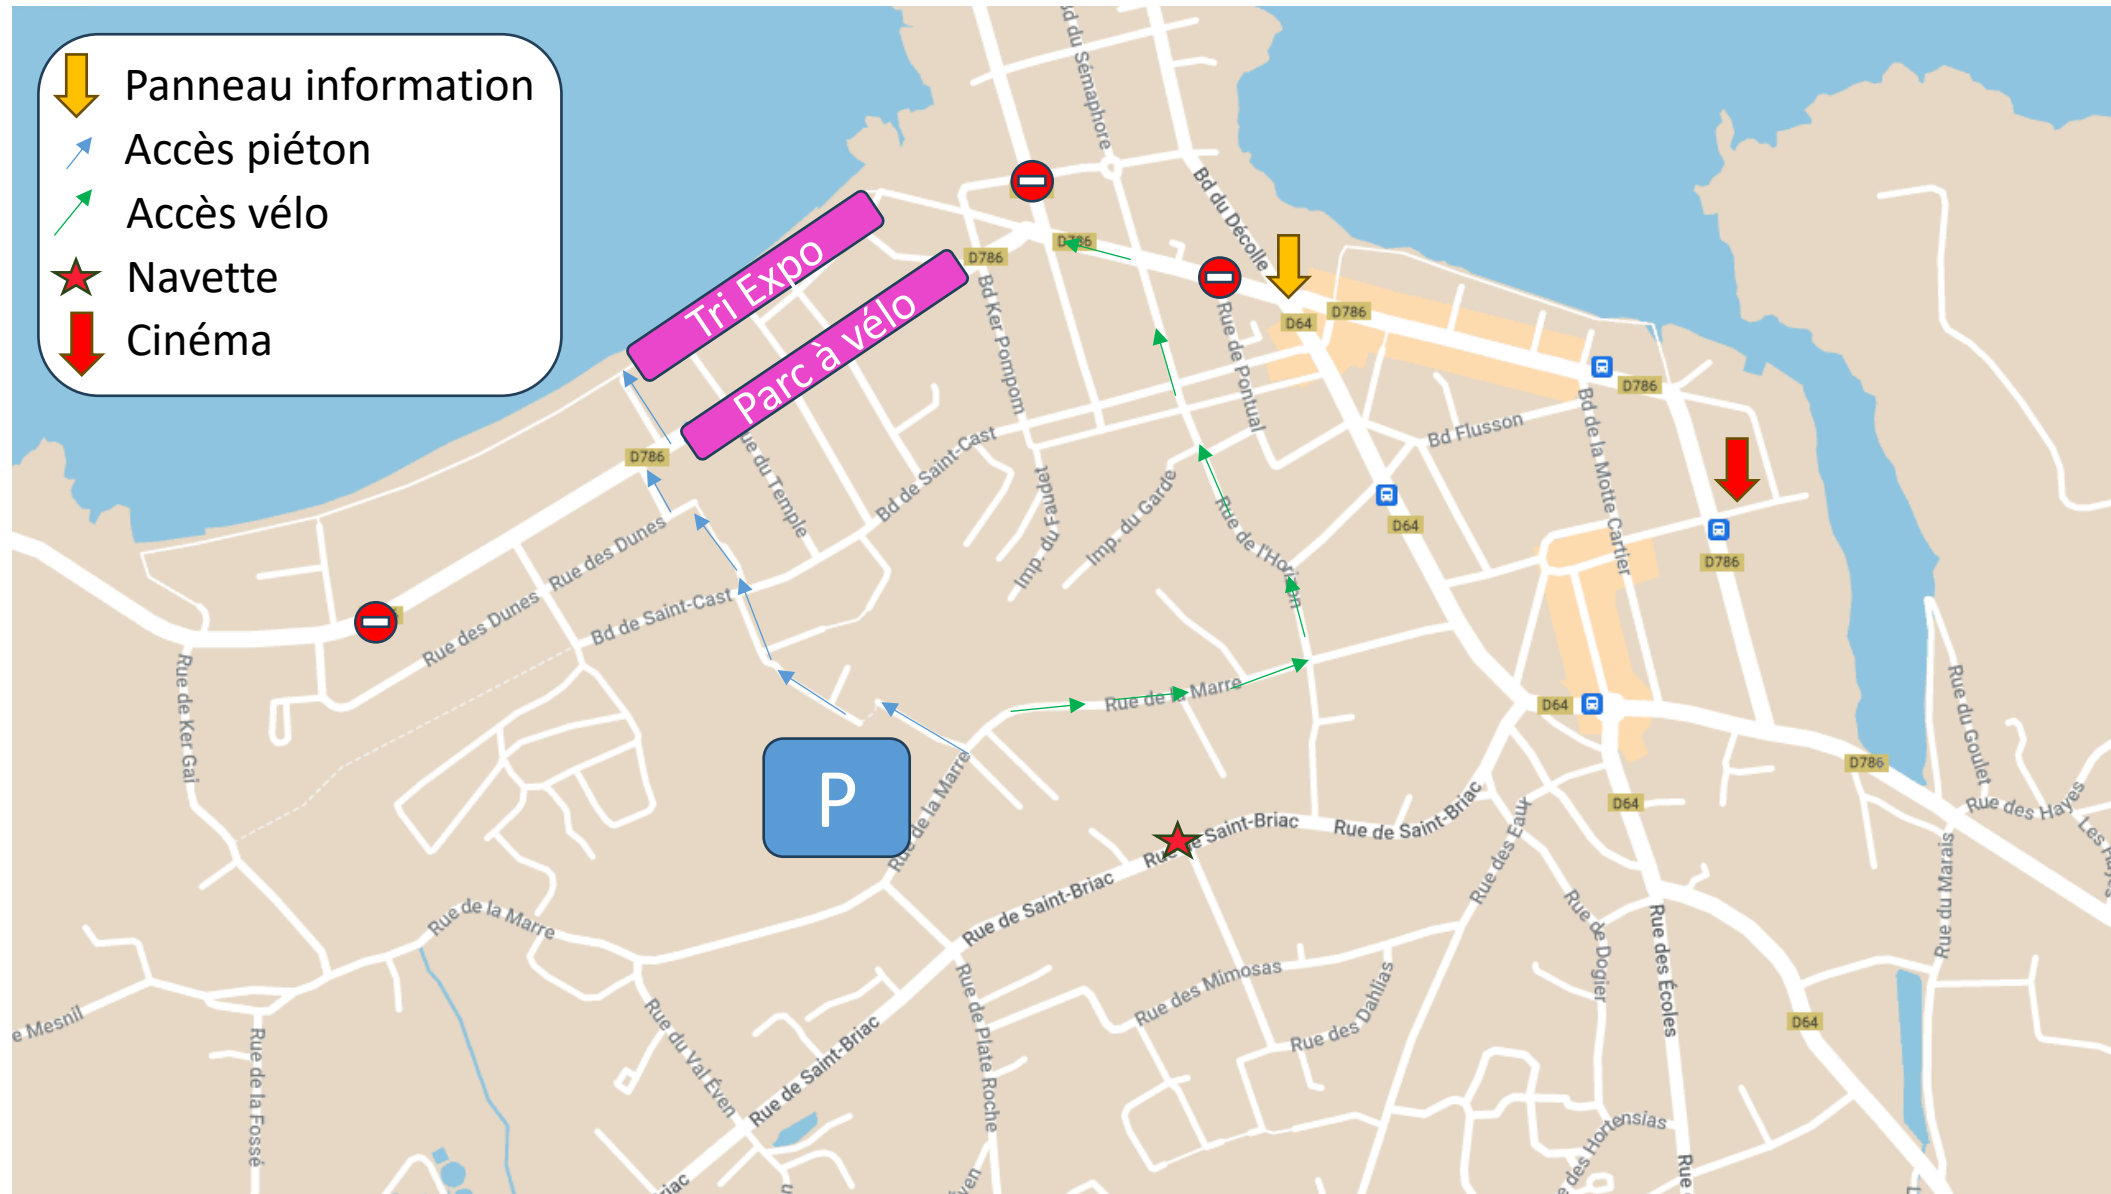 Panneau information
Accès piéton
Accès vélo
Navette
Cinéma
Bd du Sémaphore
Bd du Décolle
D786
D786
Tri Expo
Parc à vélo
Bd Ker Pompom
Rue de Pontual
D64
D786
D786
Bd Flusson
Bd de la Motte Cartier
D786
Rue du Temple
Bd de Saint-Cast
Imp. du Faudet
Imp. du Garde
Rue de l'Horizon
D64
D786
Rue des Dunes
Rue des Dunes
Bd de Saint-Cast
Rue de Ker Gai
Rue de la Marre
D64
D786
D64
Rue du Goulet
Rue des Hayes
Rue du Marais
P
Rue de la Marre
Rue de Saint-Briac
Rue de Saint-Briac
Rue de Saint-Briac
Rue des Eaux
Rue de la Marre
Rue de Dogier
Rue des Écoles
Rue des Mimosas
Rue des Dahlias
D64
e Mesnil
Rue de la Fossé
Rue du Val Éven
Rue de Saint-Briac
Rue de Plate Roche
e des Hortensias
iac
ven
Rue